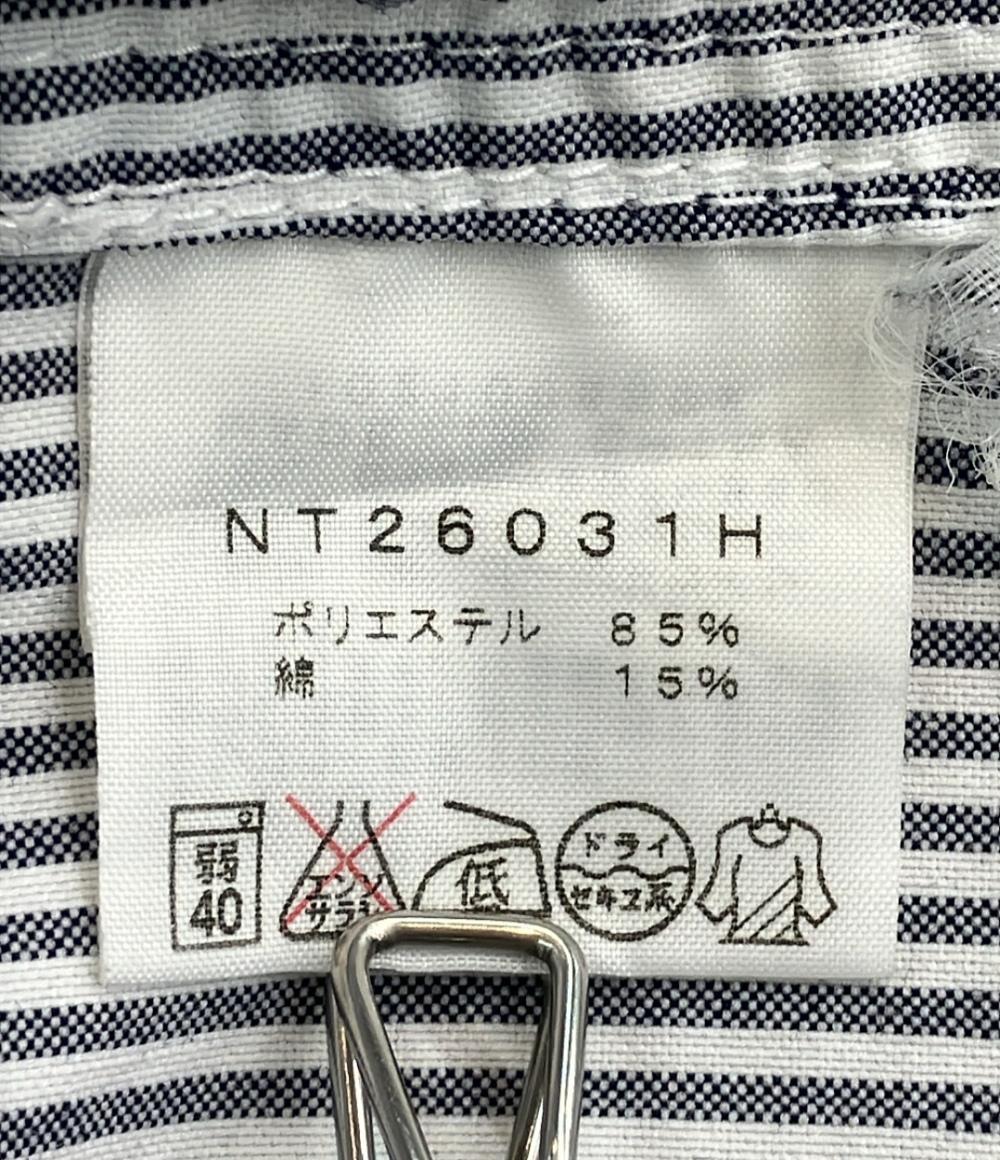 NT26031H
ポリエステル 85%
綿 15%
弱
40
エンソ
サラシ
低
ドライ
セキユ系